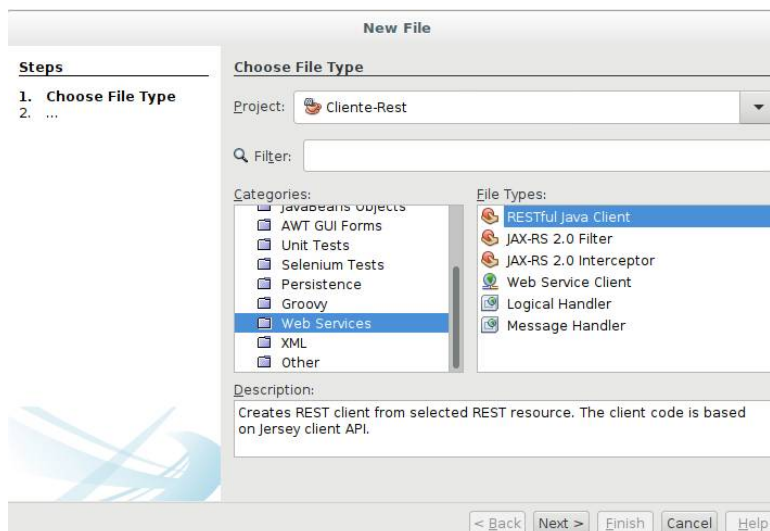 New File
Steps
1. Choose File Type
2. ...
Choose File Type
Project: Cliente-Rest
Filter:
Categories:
JavaBeans Objects
AWT GUI Forms
Unit Tests
Selenium Tests
Persistence
Groovy
Web Services
XML
Other
File Types:
RESTful Java Client
JAX-RS 2.0 Filter
JAX-RS 2.0 Interceptor
Web Service Client
Logical Handler
Message Handler
Description:
Creates REST client from selected REST resource. The client code is based
on Jersey client API.
< Back Next > Finish Cancel Help